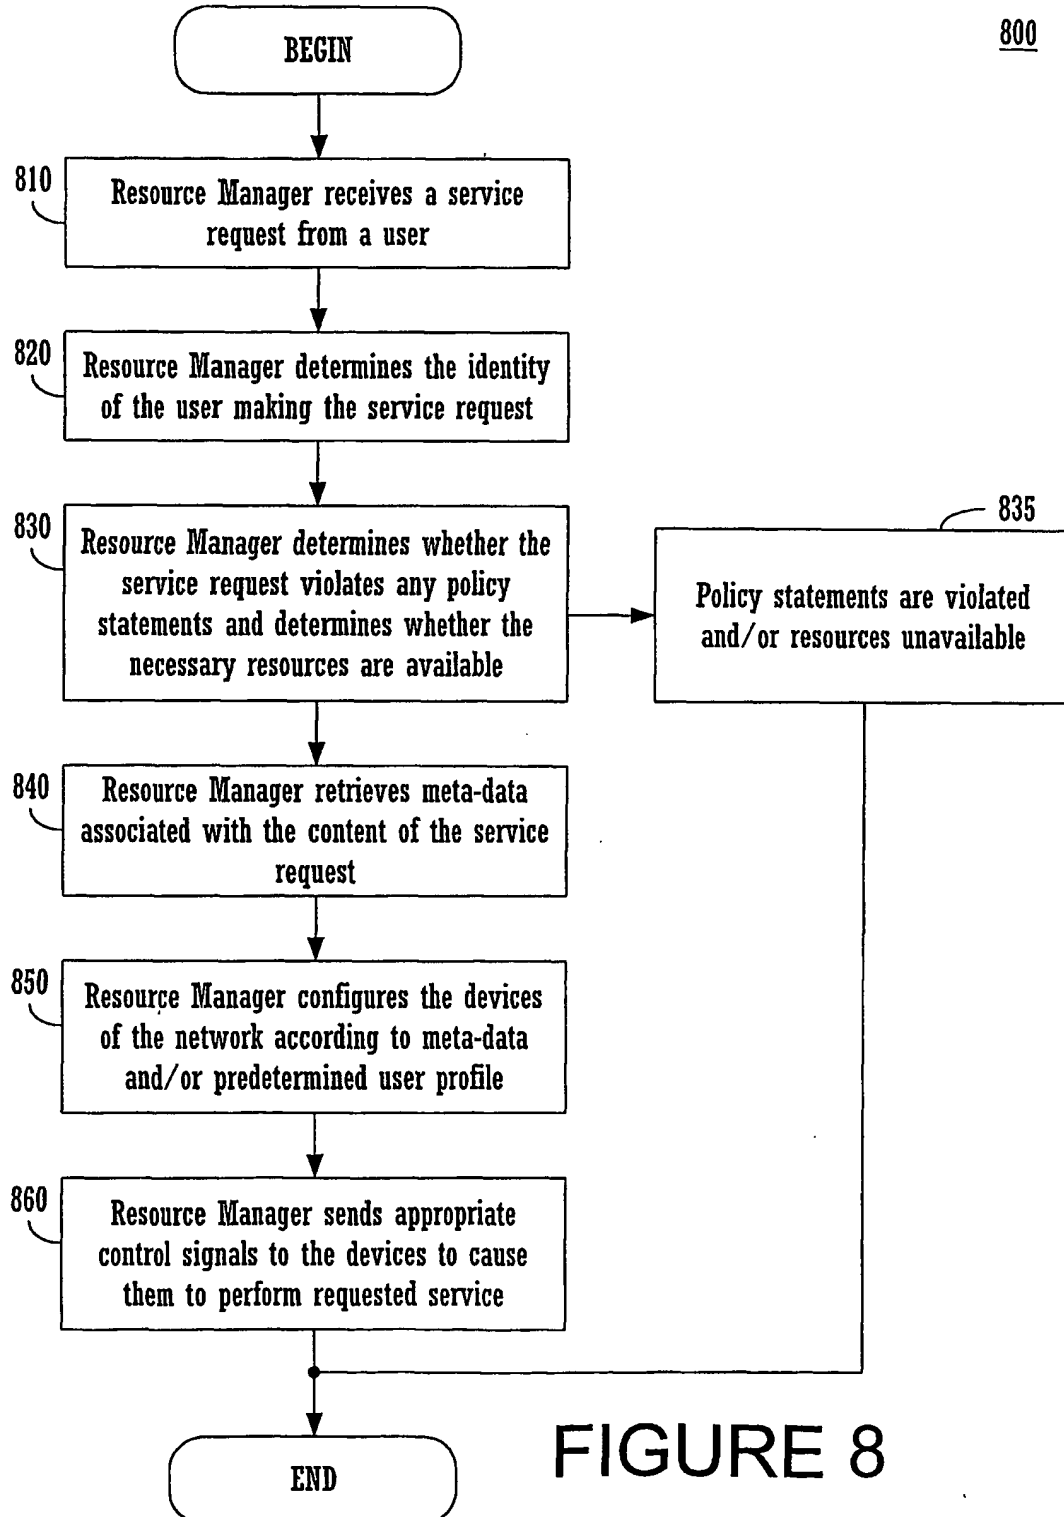 800
BEGIN
810
Resource Manager receives a service
request from a user
820
Resource Manager determines the identity
of the user making the service request
830
Resource Manager determines whether the
service request violates any policy
statements and determines whether the
necessary resources are available
835
Policy statements are violated
and/or resources unavailable
840
Resource Manager retrieves meta-data
associated with the content of the service
request
850
Resource Manager configures the devices
of the network according to meta-data
and/or predetermined user profile
860
Resource Manager sends appropriate
control signals to the devices to cause
them to perform requested service
END
FIGURE 8